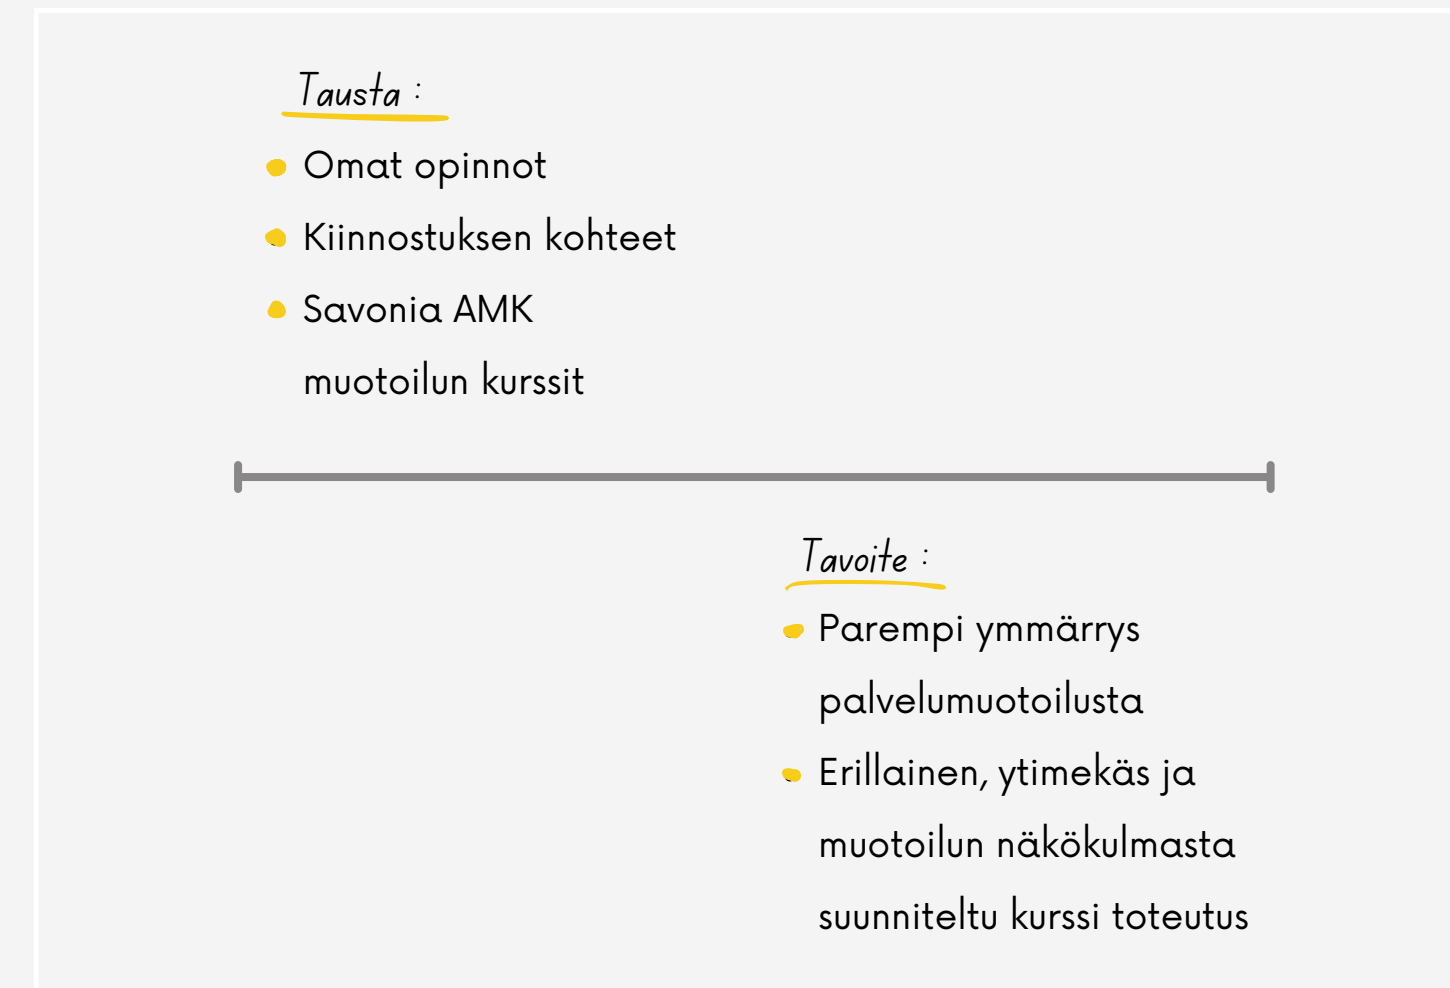 Tausta :
Omat opinnot
Kiinnostuksen kohteet
Savonia AMK
muotoilun kurssit
Tavoite :
Parempi ymmärrys
palvelumuotoilusta
Erillainen, ytimekäs ja
muotoilun näkökulmasta
suunniteltu kurssi toteutus